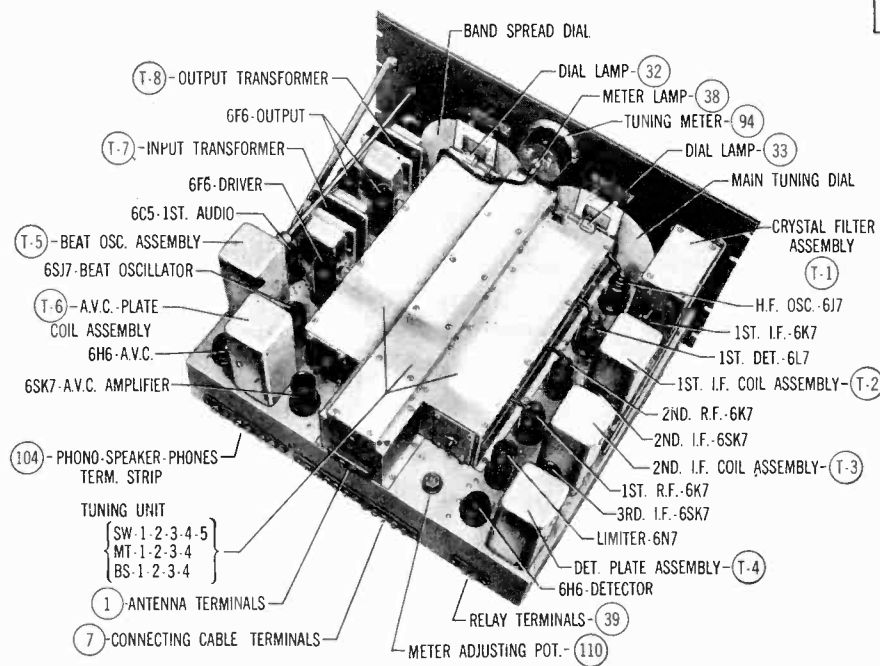 BAND SPREAD DIAL
T-8 - OUTPUT TRANSFORMER
6F6-OUTPUT
T-7 - INPUT TRANSFORMER
6F6-DRIVER
6C5-1ST. AUDIO
T-5 - BEAT OSC. ASSEMBLY
6SJ7-BEAT OSCILLATOR
T-6 - A.V.C.-PLATE
COIL ASSEMBLY
6H6-A.V.C.
6SK7-A.V.C. AMPLIFIER
104 - PHONO-SPEAKER-PHONES
TERM. STRIP
TUNING UNIT
SW-1-2-3-4-5
MT-1-2-3-4
BS-1-2-3-4
1 - ANTENNA TERMINALS
7 - CONNECTING CABLE TERMINALS
DIAL LAMP - 32
METER LAMP - 38
TUNING METER - 94
DIAL LAMP - 33
MAIN TUNING DIAL
CRYSTAL FILTER
ASSEMBLY
T-1
H.F. OSC.-6J7
1ST. I.F.-6K7
1ST. DET.-6L7
1ST. I.F. COIL ASSEMBLY - T-2
2ND. R.F.-6K7
2ND. I.F.-6SK7
2ND. I.F. COIL ASSEMBLY - T-3
1ST. R.F.-6K7
3RD. I.F.-6SK7
LIMITER-6N7
DET. PLATE ASSEMBLY - T-4
6H6-DETECTOR
RELAY TERMINALS - 39
METER ADJUSTING POT. - 110